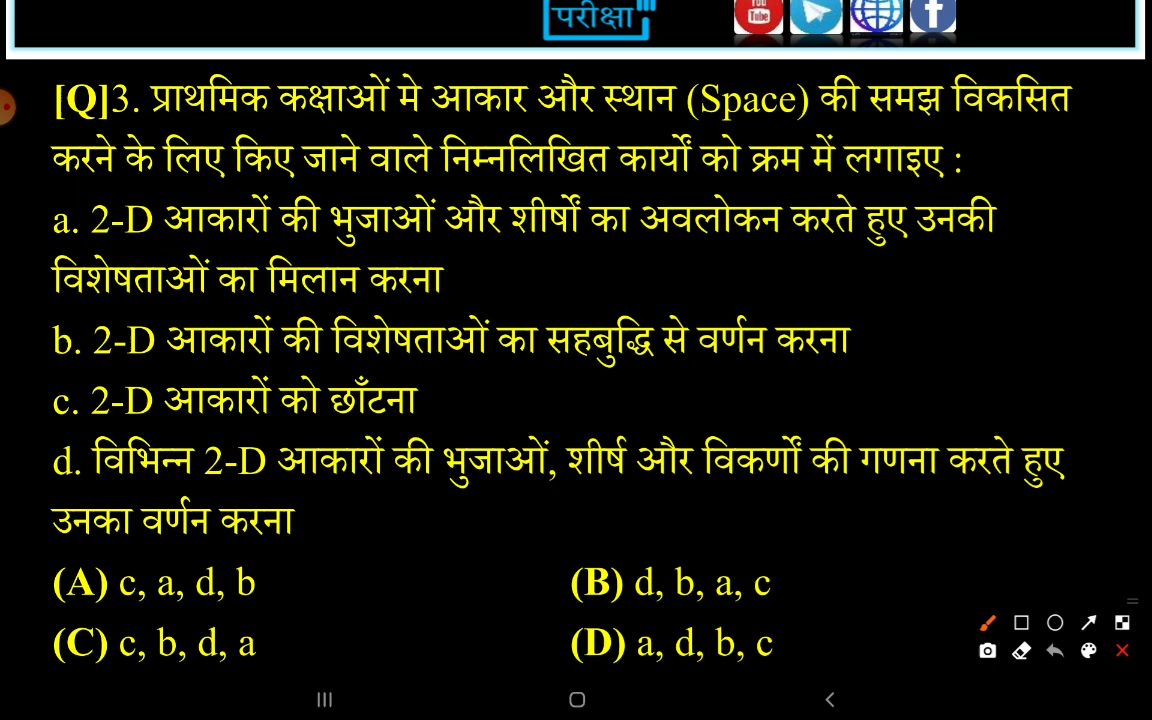 परीक्षा
You
Tube
[Q]3. प्राथमिक कक्षाओं मे आकार और स्थान (Space) की समझ विकसित
करने के लिए किए जाने वाले निम्नलिखित कार्यों को क्रम में लगाइए :
a. 2-D आकारों की भुजाओं और शीर्षों का अवलोकन करते हुए उनकी
विशेषताओं का मिलान करना
b. 2-D आकारों की विशेषताओं का सहबुद्धि से वर्णन करना
c. 2-D आकारों को छाँटना
d. विभिन्न 2-D आकारों की भुजाओं, शीर्ष और विकर्णों की गणना करते हुए
उनका वर्णन करना
(A) c, a, d, b (B) d, b, a, c
(C) c, b, d, a (D) a, d, b, c